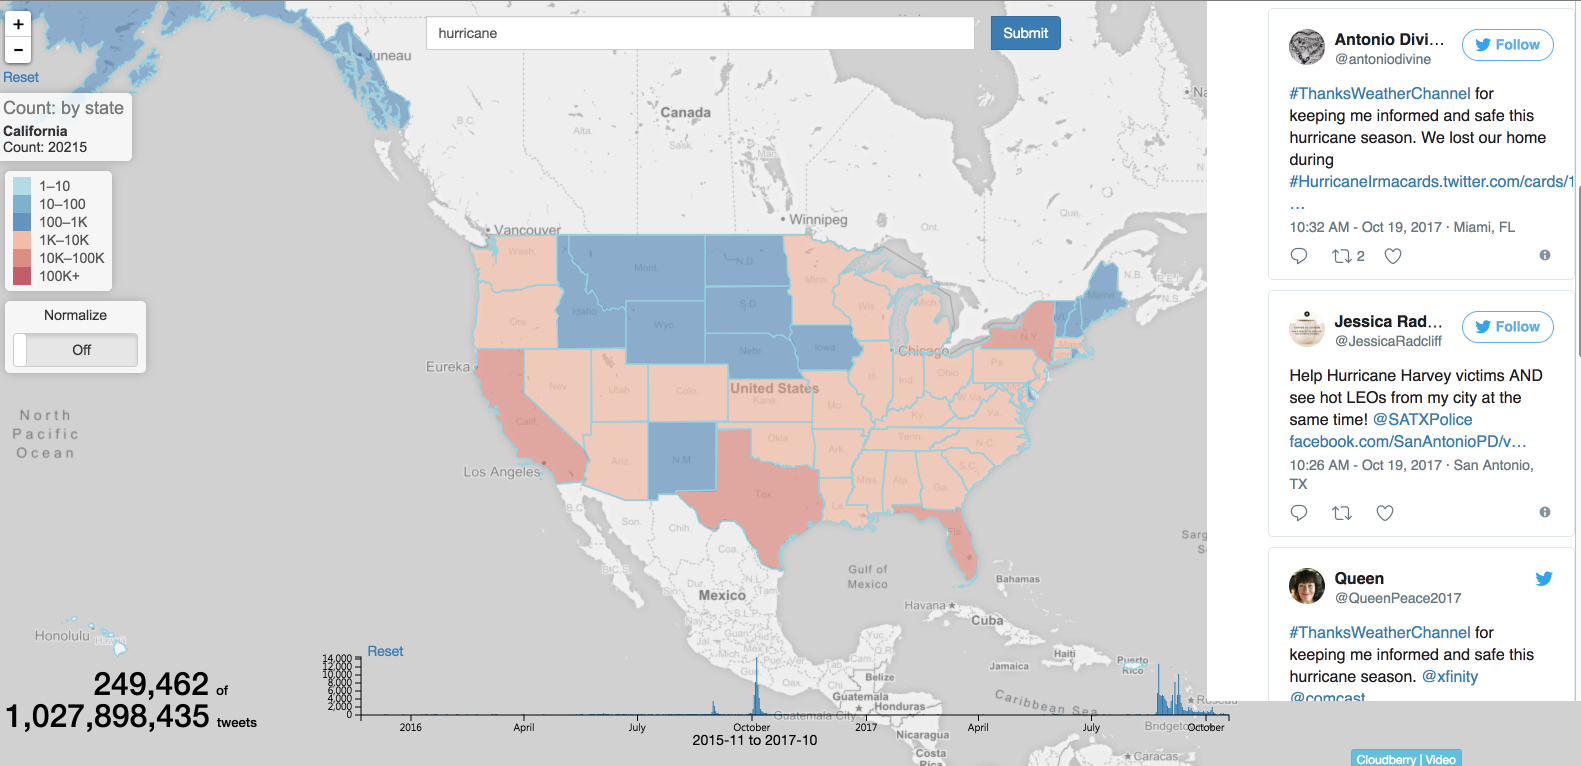 +
−
Reset
hurricane
Submit
Count: by state
California
Count: 20215
1–10
10–100
100–1K
1K–10K
10K–100K
100K+
Normalize
Off
Juneau
Canada
B.C.
Alta.
Sask.
Man.
Ont.
Que.
N.B.
P.E.I.
N.S.
Vancouver
Winnipeg
Wash.
Mont.
N.D.
Minn.
Ore.
Idaho
Wyo.
S.D.
Wis.
Mich.
Maine
Vt.
N.Y.
Mass.
Eureka
Nev.
Utah
Colo.
Nebr.
Iowa
Chicago
Ill.
Ind.
Ohio
Pa.
United States
Kans.
Mo.
Ky.
W.Va.
Va.
Calif.
Los Angeles
Ariz.
N.M.
Okla.
Ark.
Tenn.
N.C.
S.C.
Tex.
La.
Miss.
Ala.
Ga.
Fla.
North
Pacific
Ocean
B.C.
Son.
Chih.
Coa.
B.C.S.
Dur.
N.L.
Tam.
Mexico
Gulf of
Mexico
Bahamas
Havana
Cuba
Haiti
Jamaica
Puerto
Rico
Belize
Guatemala
Honduras
Guatemala City
Nicaragua
Costa
Rica
Caribbean Sea
Caracas
Honolulu
Hawaii
249,462 of
1,027,898,435 tweets
Reset
14,000
12,000
10,000
8,000
6,000
4,000
2,000
0
2016
April
July
October
2017
April
July
October
2015-11 to 2017-10
Antonio Divi…
@antoniodivine
Follow
#ThanksWeatherChannel for
keeping me informed and safe this
hurricane season. We lost our home
during
#HurricaneIrmacards.twitter.com/cards/1
…
10:32 AM - Oct 19, 2017 · Miami, FL
2
Jessica Rad…
@JessicaRadcliff
Follow
Help Hurricane Harvey victims AND
see hot LEOs from my city at the
same time! @SATXPolice
facebook.com/SanAntonioPD/v…
10:26 AM - Oct 19, 2017 · San Antonio,
TX
Queen
@QueenPeace2017
#ThanksWeatherChannel for
keeping me informed and safe this
hurricane season. @xfinity
@comcast
Cloudberry | Video